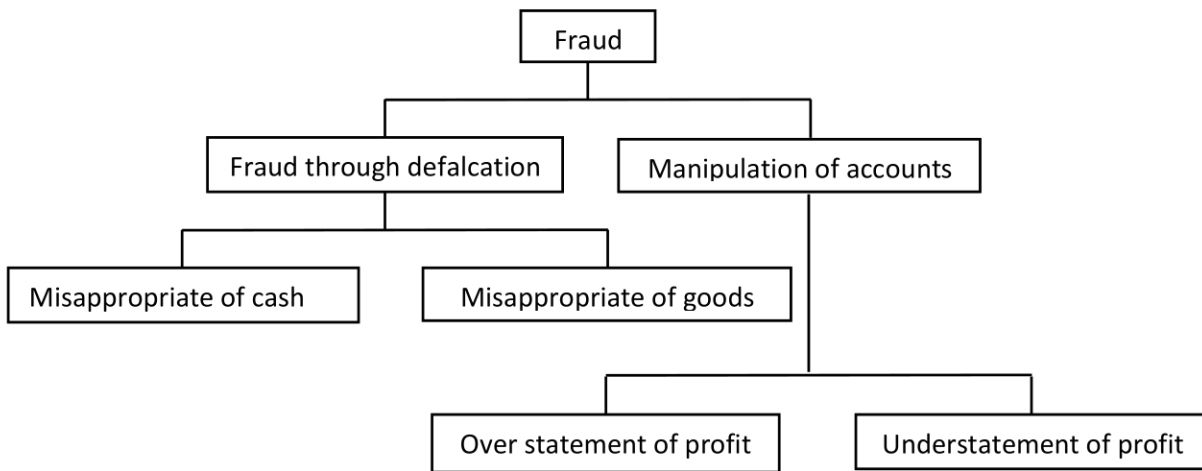 Fraud
Fraud through defalcation
Manipulation of accounts
Misappropriate of cash
Misappropriate of goods
Over statement of profit
Understatement of profit